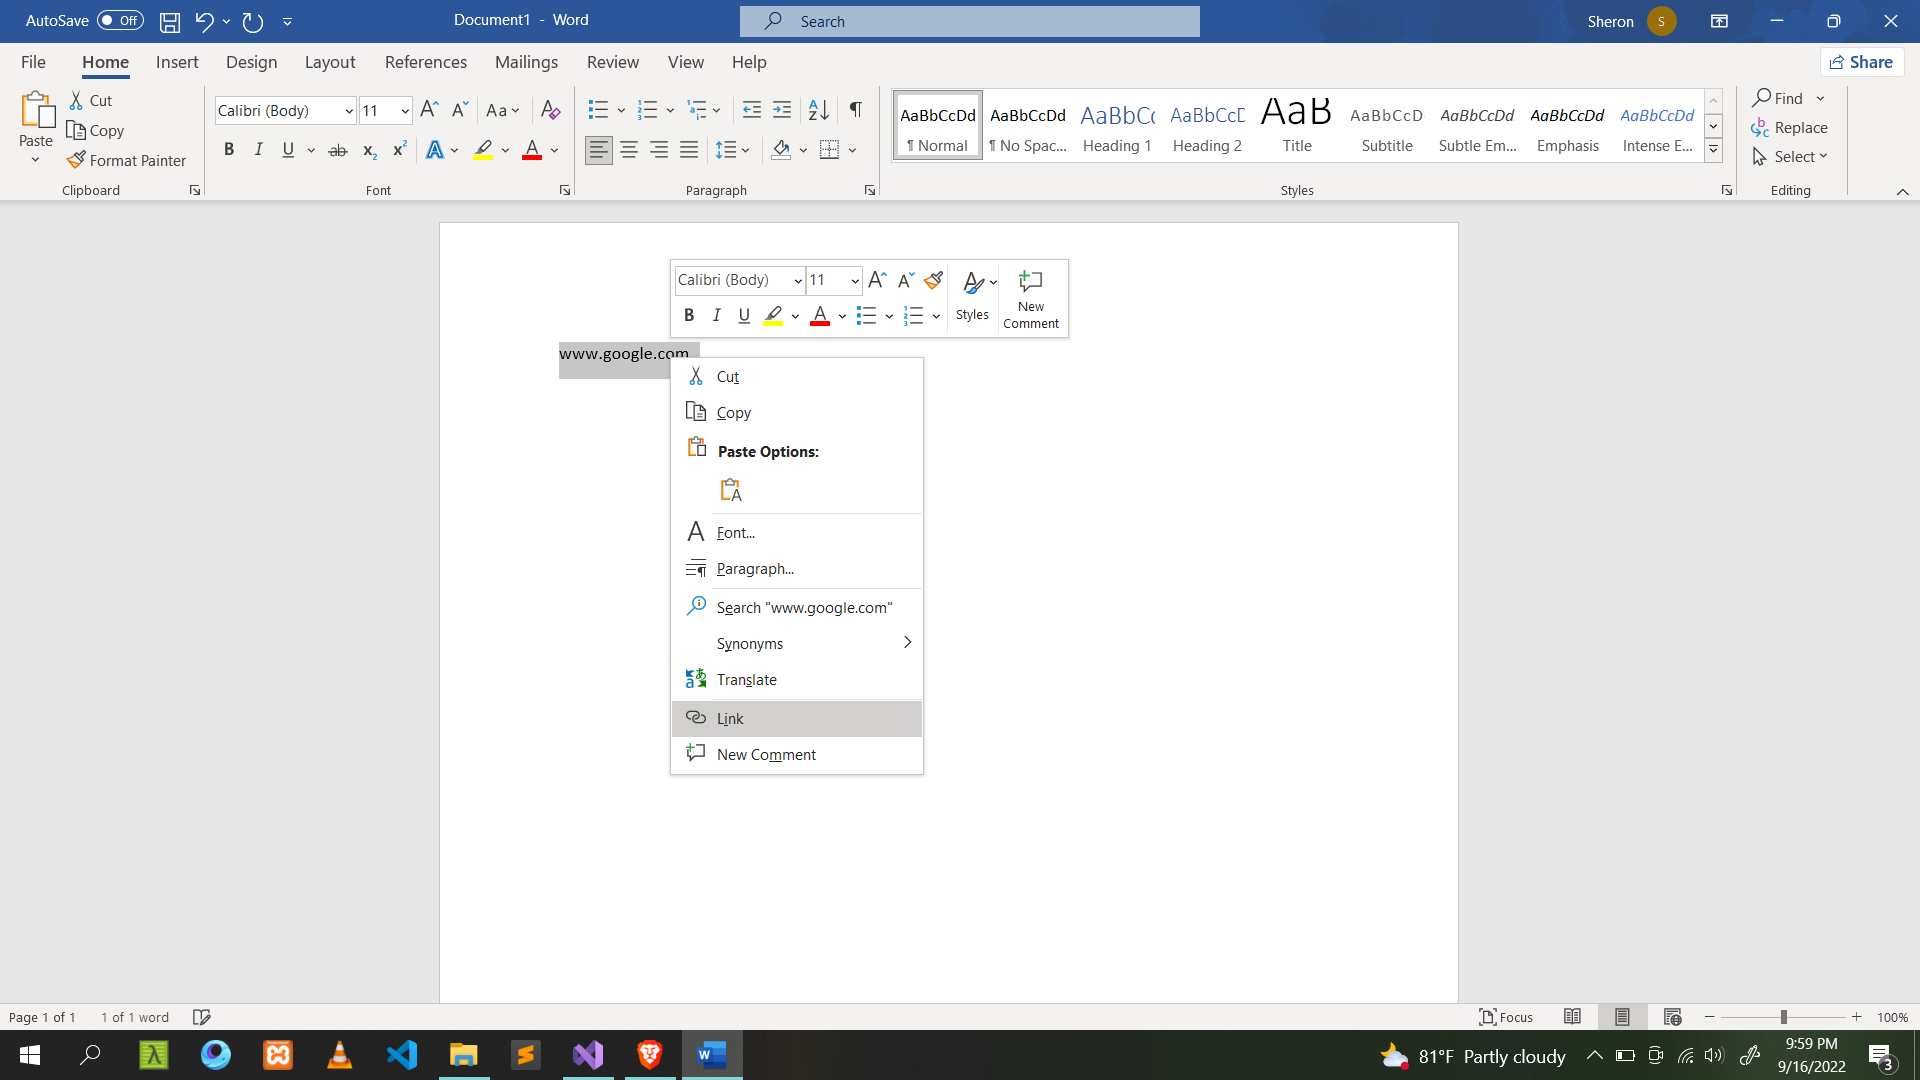 AutoSave Off Document1 - Word Search Sheron S
File Home Insert Design Layout References Mailings Review View Help Share
Paste Cut Copy Format Painter Clipboard
Calibri (Body) 11 Aa Font
Paragraph
AaBbCcDd ¶ Normal
AaBbCcDd ¶ No Spac...
AaBbCc Heading 1
AaBbCcD Heading 2
AaB Title
AaBbCcD Subtitle
AaBbCcDd Subtle Em...
AaBbCcDd Emphasis
AaBbCcDd Intense E...
Styles
Find
Replace
Select
Editing
Calibri (Body) 11
B I U A Styles New Comment
www.google.com
Cut
Copy
Paste Options:
Font...
Paragraph...
Search "www.google.com"
Synonyms
Translate
Link
New Comment
Page 1 of 1 1 of 1 word Focus 100%
81°F Partly cloudy
9:59 PM
9/16/2022
3